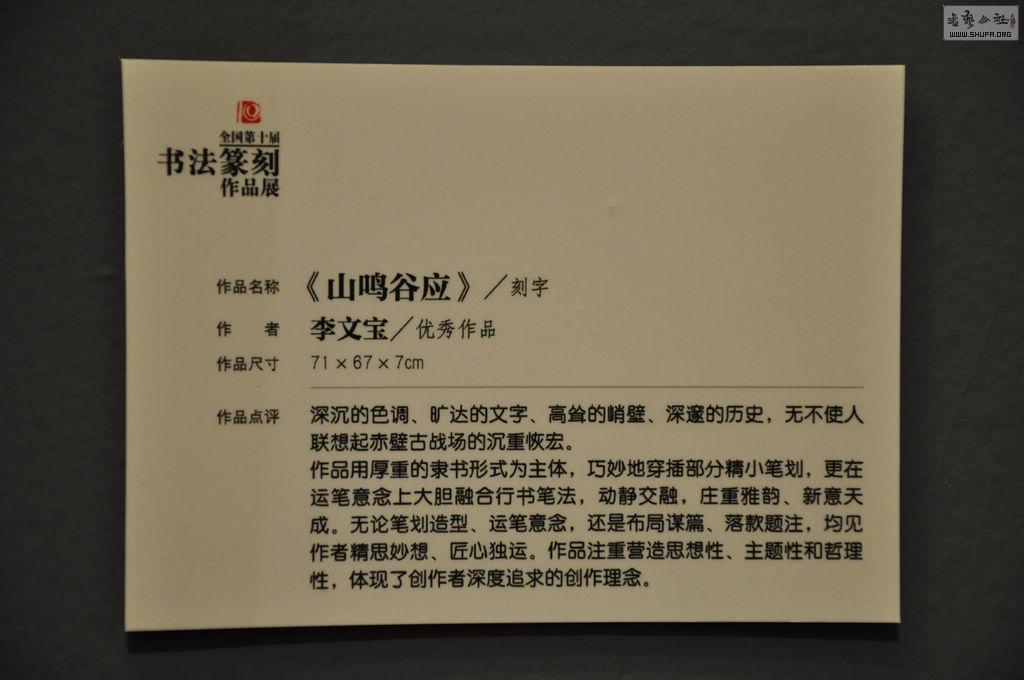 WWW.SHUFA.ORG
全国第十届
书法篆刻
作品展
作品名称 《山鸣谷应》／刻字
作 者 李文宝／优秀作品
作品尺寸 71×67×7cm
作品点评 深沉的色调、旷达的文字、高耸的峭壁、深邃的历史，无不使人
联想起赤壁古战场的沉重恢宏。
作品用厚重的隶书形式为主体，巧妙地穿插部分精小笔划，更在
运笔意念上大胆融合行书笔法，动静交融，庄重雅韵、新意天
成。无论笔划造型、运笔意念，还是布局谋篇、落款题注，均见
作者精思妙想、匠心独运。作品注重营造思想性、主题性和哲理
性，体现了创作者深度追求的创作理念。